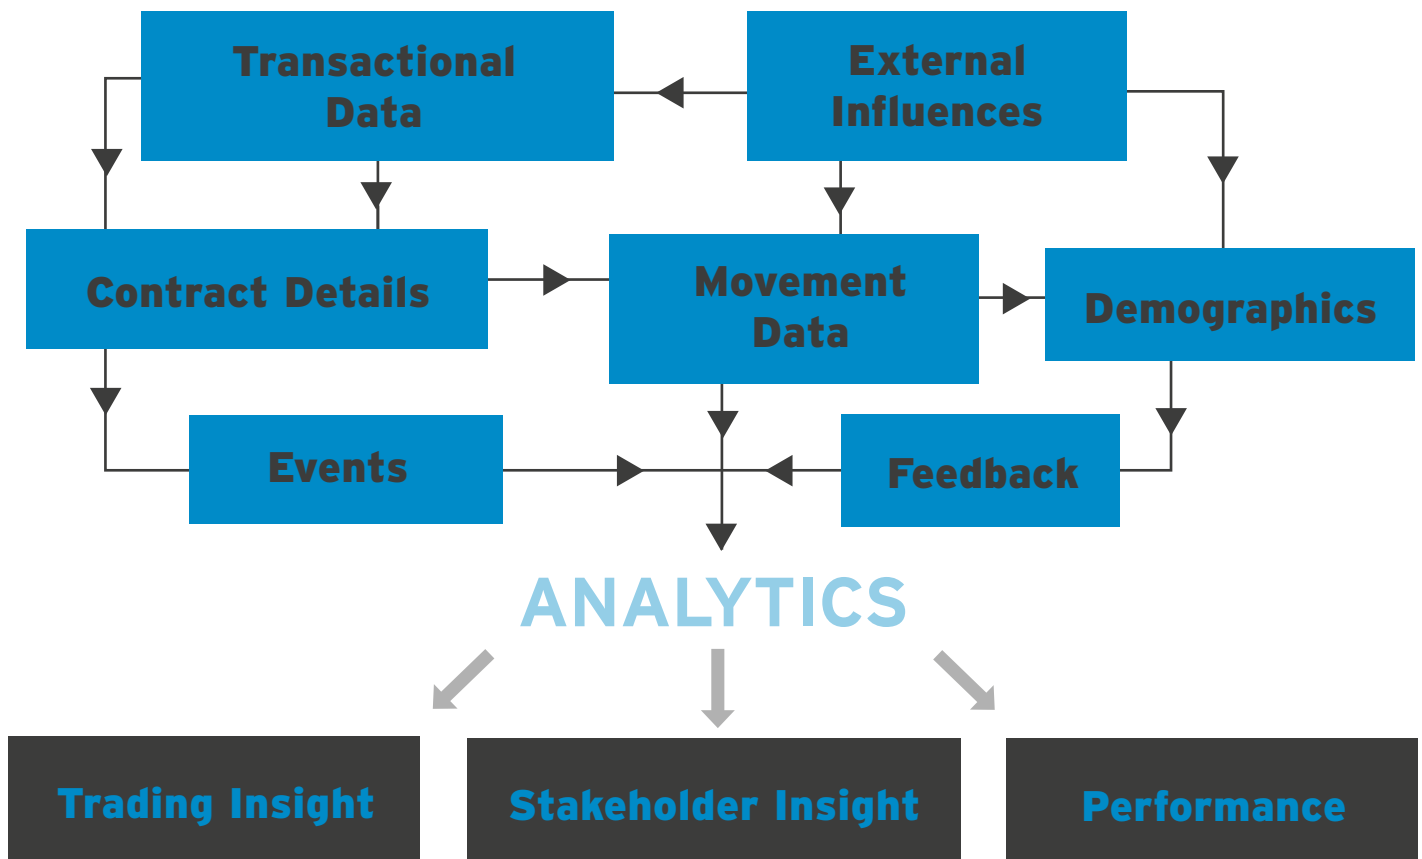 Transactional
Data
External
Influences
Contract Details
Movement
Data
Demographics
Events
Feedback
ANALYTICS
Trading Insight
Stakeholder Insight
Performance